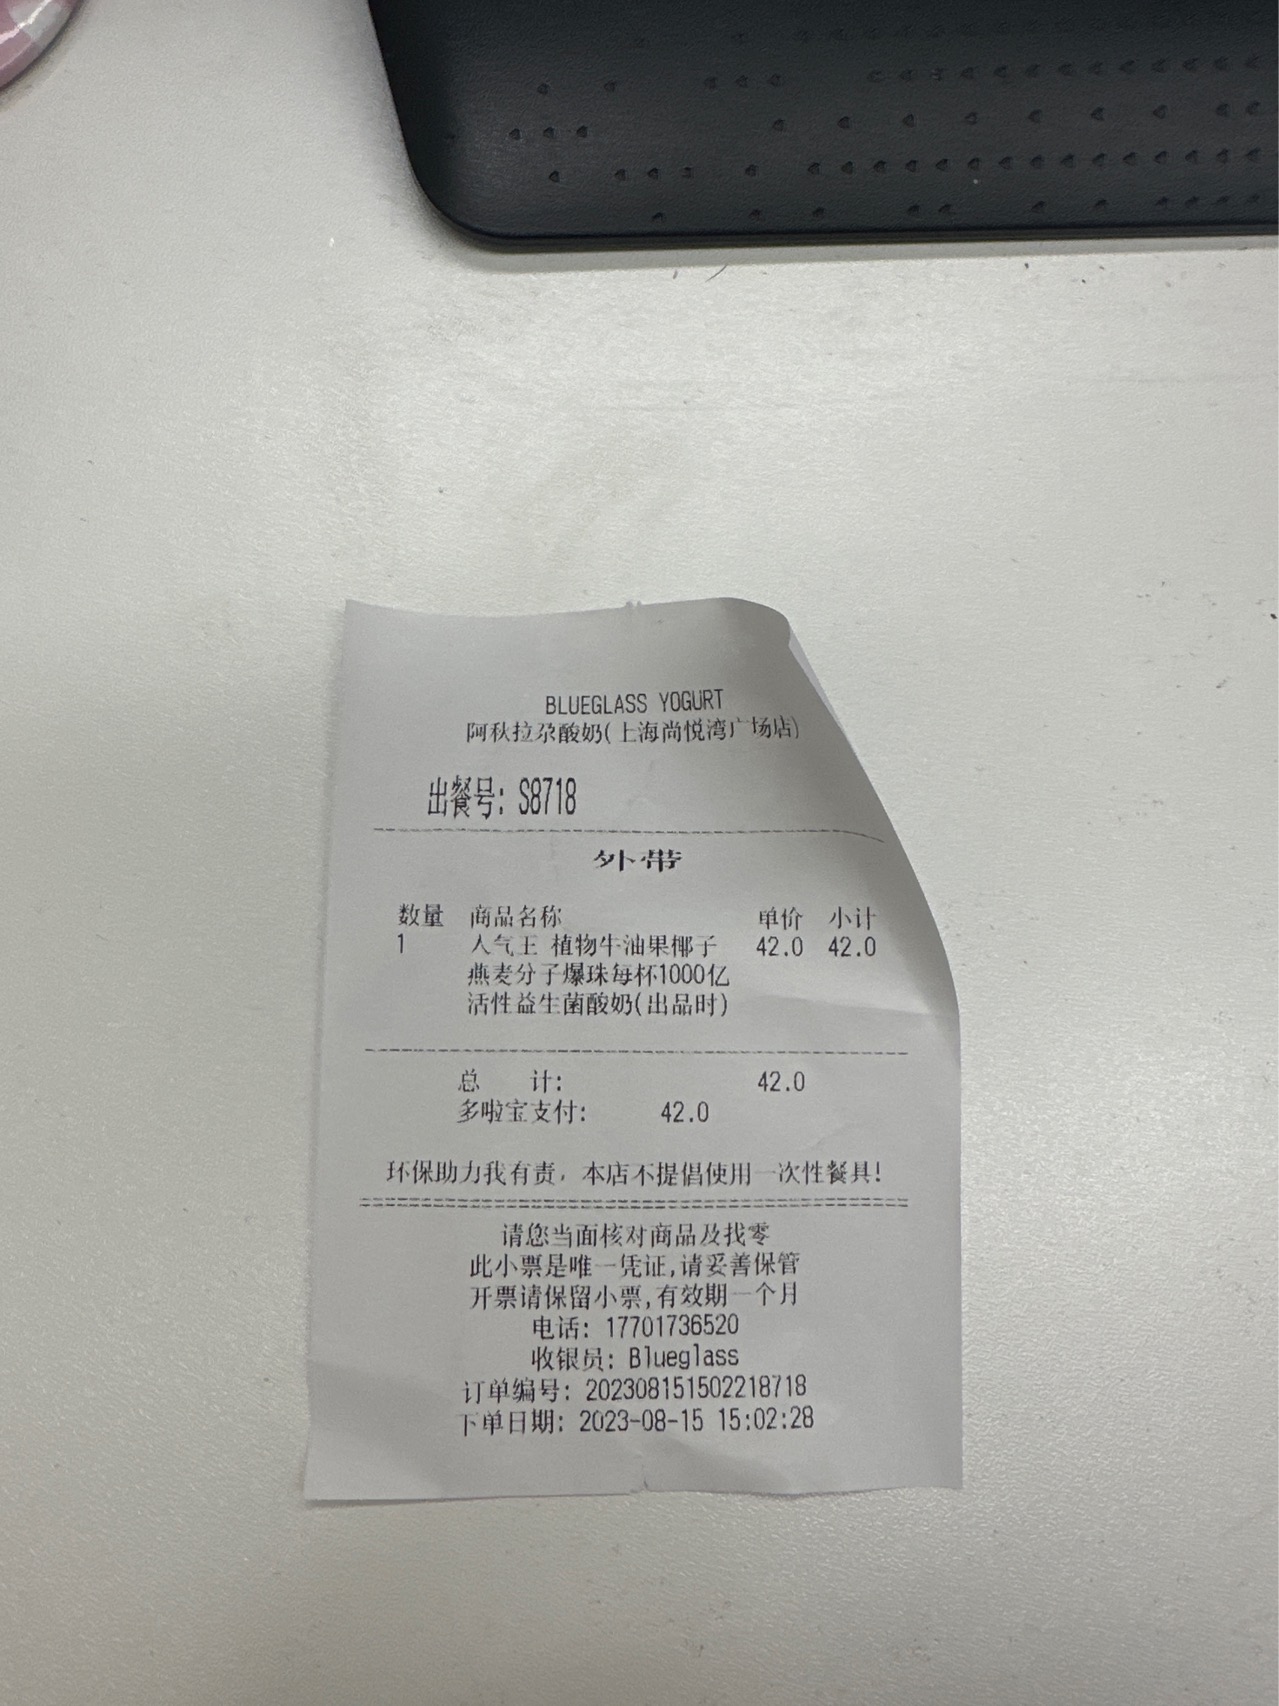 BLUEGLASS YOGURT
阿秋拉尕酸奶(上海尚悦湾广场店)
出餐号: S8718
外带
数量 商品名称 单价 小计
1 人气王 植物牛油果椰子 42.0 42.0
燕麦分子爆珠每杯1000亿
活性益生菌酸奶(出品时)
总 计: 42.0
多啦宝支付: 42.0
环保助力我有责, 本店不提倡使用一次性餐具!
请您当面核对商品及找零
此小票是唯一凭证,请妥善保管
开票请保留小票,有效期一个月
电话: 17701736520
收银员: Blueglass
订单编号: 202308151502218718
下单日期: 2023-08-15 15:02:28